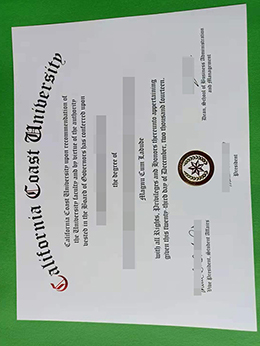 California Coast University
California Coast University upon recommendation of
the University faculty and by virtue of the authority
vested in the Board of Governors has conferred upon
the degree of
with all Rights, Privileges and Honors thereunto appertaining
given this twenty-third day of December, two thousand fourteen.
Dean, School of Business Administration
and Management
President
Vice President, Student Affairs